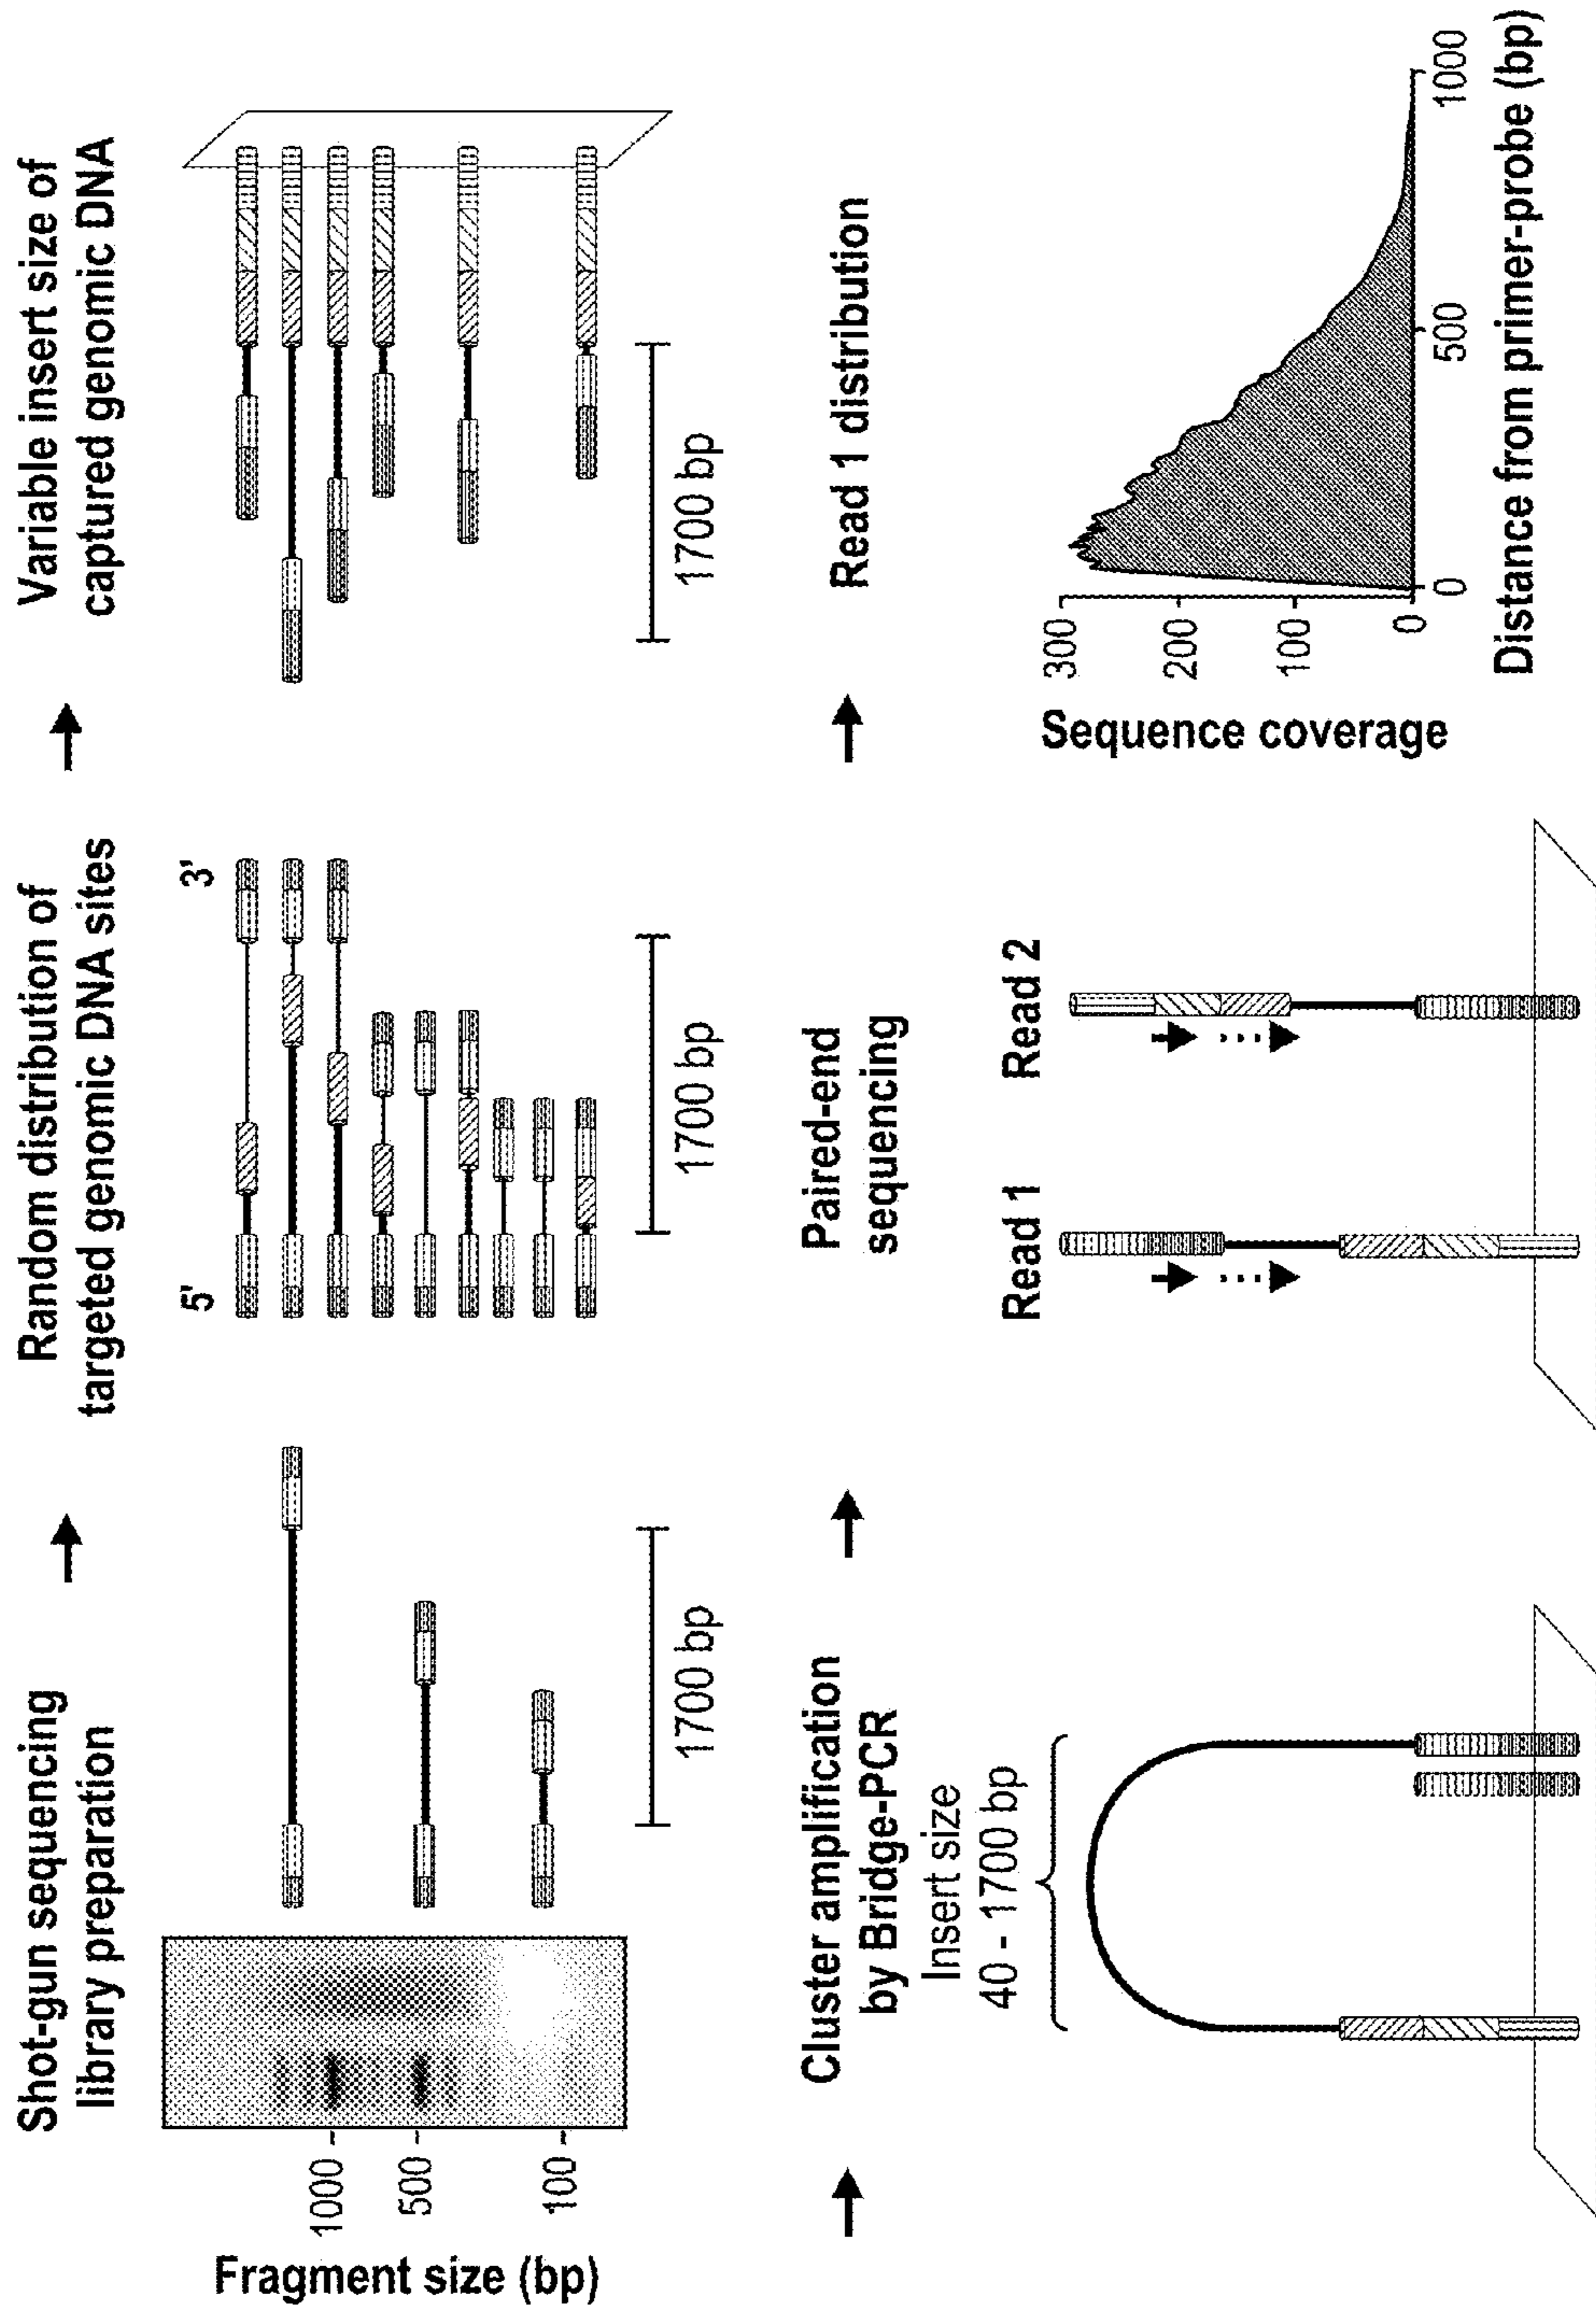 Shot-gun sequencing
library preparation
Fragment size (bp)
1000
500
100
1700 bp
Random distribution of
targeted genomic DNA sites
5'
3'
1700 bp
Variable insert size of
captured genomic DNA
1700 bp
Cluster amplification
by Bridge-PCR
Insert size
40 - 1700 bp
Paired-end
sequencing
Read 1
Read 2
Read 1 distribution
Sequence coverage
300
200
100
0
0
500
1000
Distance from primer-probe (bp)